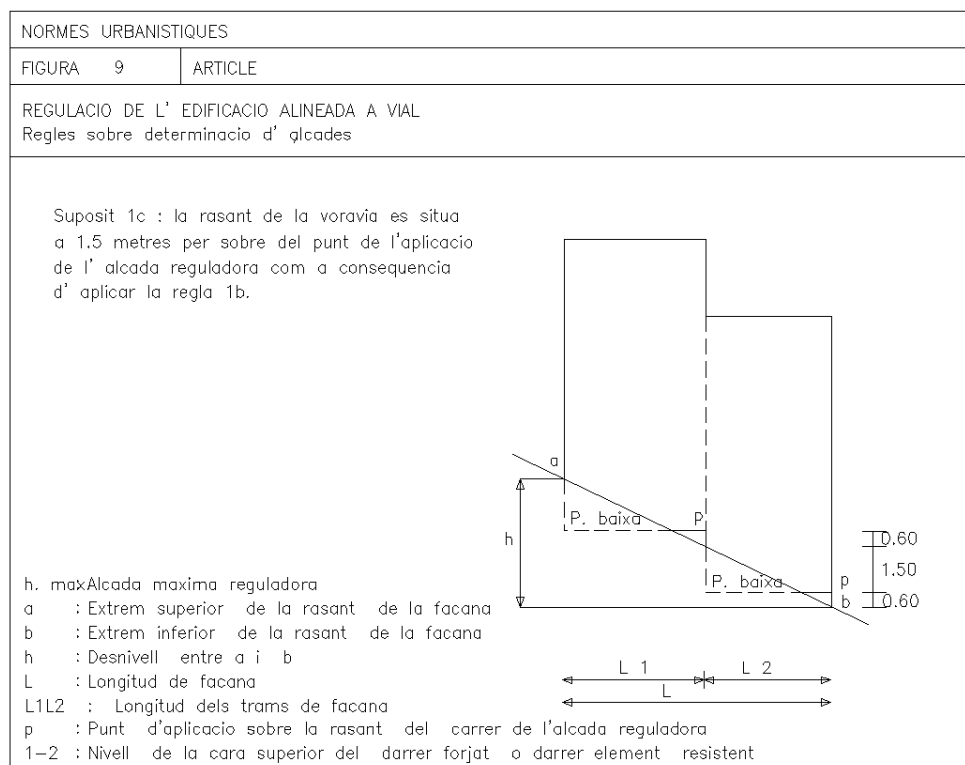 NORMES URBANISTIQUES
FIGURA 9 ARTICLE
REGULACIO DE L' EDIFICACIO ALINEADA A VIAL
Regles sobre determinacio d' alcades
Suposit 1c : la rasant de la voravia es situa
a 1.5 metres per sobre del punt de l'aplicacio
de l' alcada reguladora com a consequencia
d' aplicar la regla 1b.
a
P. baixa p
h
0.60
1.50
P. baixa p
b 0.60
L 1 L 2
L
h. max Alcada maxima reguladora
a : Extrem superior de la rasant de la facana
b : Extrem inferior de la rasant de la facana
h : Desnivell entre a i b
L : Longitud de facana
L1L2 : Longitud dels trams de facana
p : Punt d'aplicacio sobre la rasant del carrer de l'alcada reguladora
1-2 : Nivell de la cara superior del darrer forjat o darrer element resistent